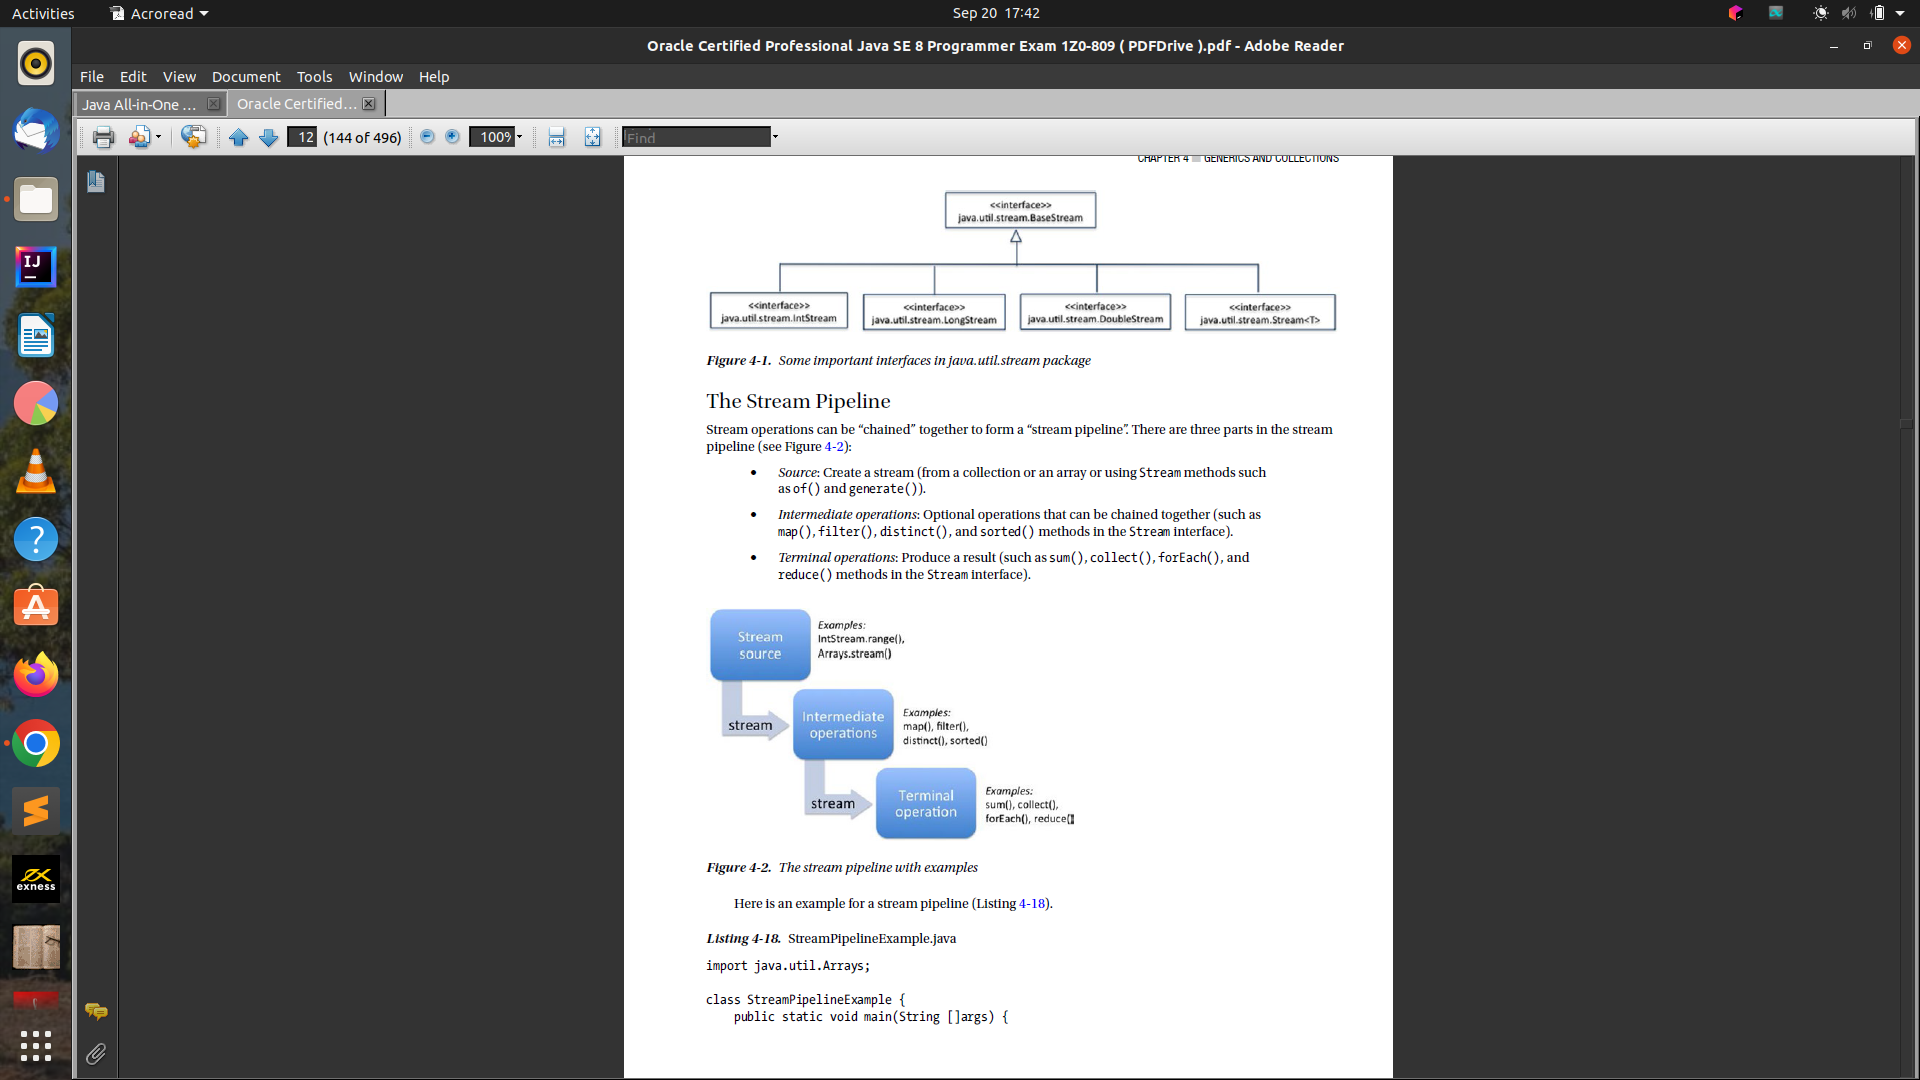 Activities
Acroread
Sep 20 17:42
Oracle Certified Professional Java SE 8 Programmer Exam 1Z0-809 ( PDFDrive ).pdf - Adobe Reader
File Edit View Document Tools Window Help
Java All-in-One ...
Oracle Certified...
12 (144 of 496)
100%
Find
CHAPTER 4 GENERICS AND COLLECTIONS
<<interface>>
java.util.stream.BaseStream
<<interface>>
java.util.stream.IntStream
<<interface>>
java.util.stream.LongStream
<<interface>>
java.util.stream.DoubleStream
<<interface>>
java.util.stream.Stream<T>
Figure 4-1. Some important interfaces in java.util.stream package
The Stream Pipeline
Stream operations can be “chained” together to form a “stream pipeline”. There are three parts in the stream
pipeline (see Figure 4-2):
• Source: Create a stream (from a collection or an array or using Stream methods such
as of() and generate()).
• Intermediate operations: Optional operations that can be chained together (such as
map(), filter(), distinct(), and sorted() methods in the Stream interface).
• Terminal operations: Produce a result (such as sum(), collect(), forEach(), and
reduce() methods in the Stream interface).
Stream
source
Examples:
IntStream.range(),
Arrays.stream()
stream
Intermediate
operations
Examples:
map(), filter(),
distinct(), sorted()
stream
Terminal
operation
Examples:
sum(), collect(),
forEach(), reduce()
Figure 4-2. The stream pipeline with examples
Here is an example for a stream pipeline (Listing 4-18).
Listing 4-18. StreamPipelineExample.java
import java.util.Arrays;
class StreamPipelineExample {
public static void main(String []args) {
IJ
exness